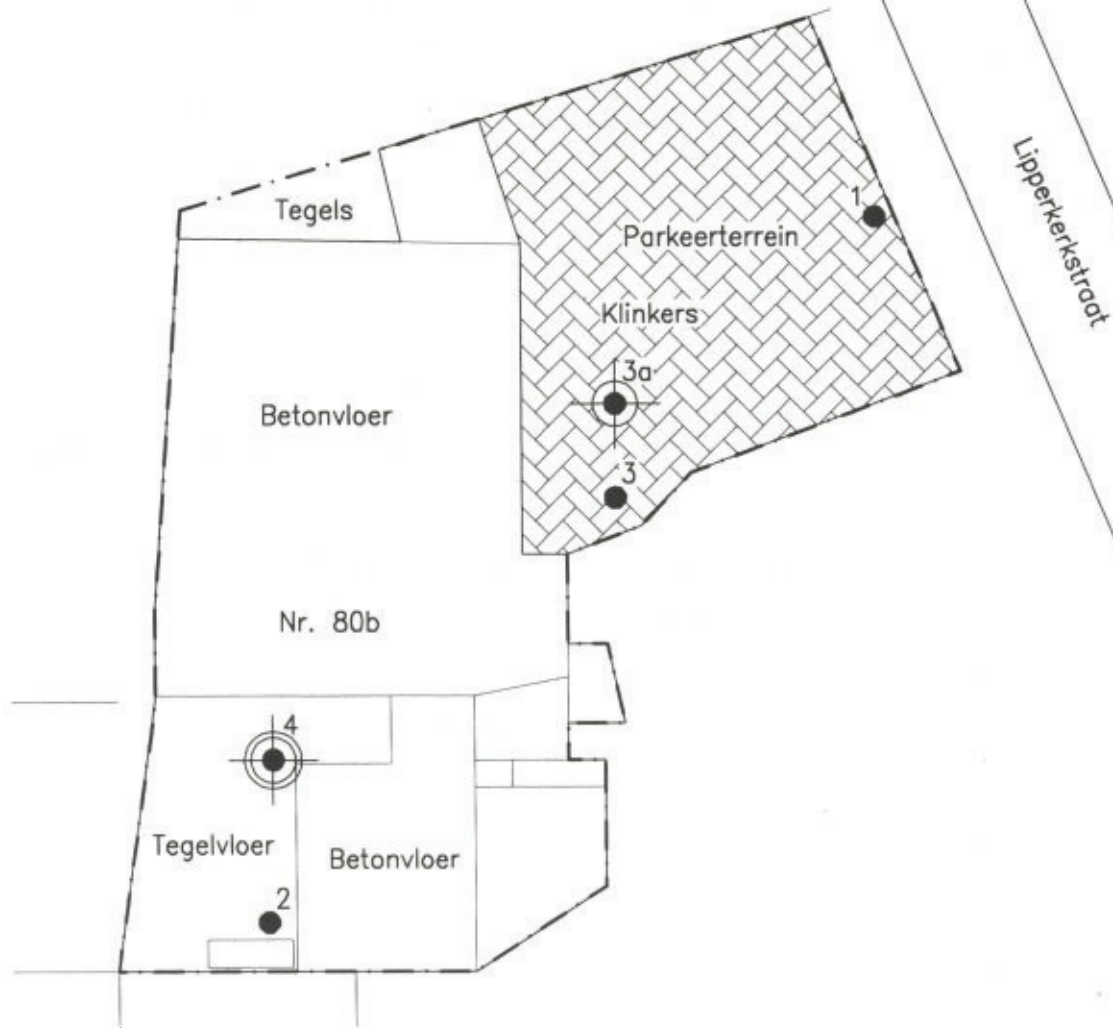 Lipperkerkstraat
1
Tegels
Parkeerterrein
Klinkers
3a
Betonvloer
3
Nr. 80b
4
Tegelvloer
Betonvloer
2